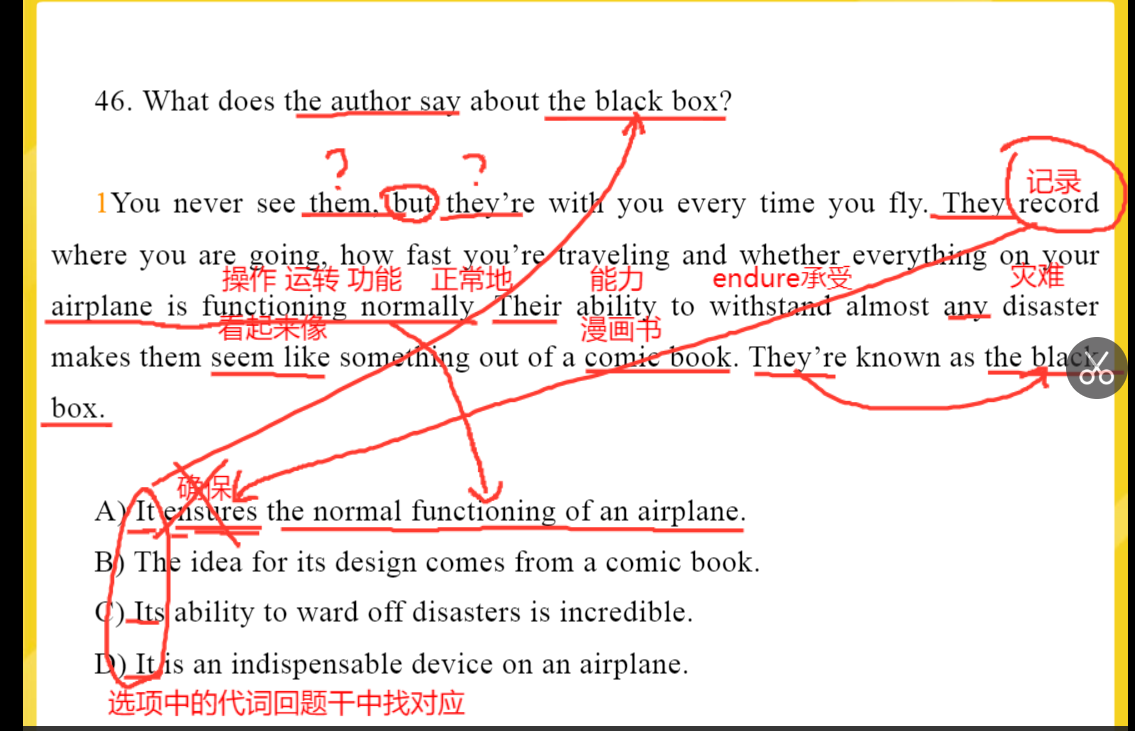 46. What does the author say about the black box?
? ?
记录
1You never see them, but they’re with you every time you fly. They record
where you are going, how fast you’re traveling and whether everything on your
操作 运转 功能 正常地 能力 endure承受 灾难
airplane is functioning normally. Their ability to withstand almost any disaster
看起来像 漫画书
makes them seem like something out of a comic book. They’re known as the black
box.
确保
A) It ensures the normal functioning of an airplane.
B) The idea for its design comes from a comic book.
C) Its ability to ward off disasters is incredible.
D) It is an indispensable device on an airplane.
选项中的代词回题干中找对应